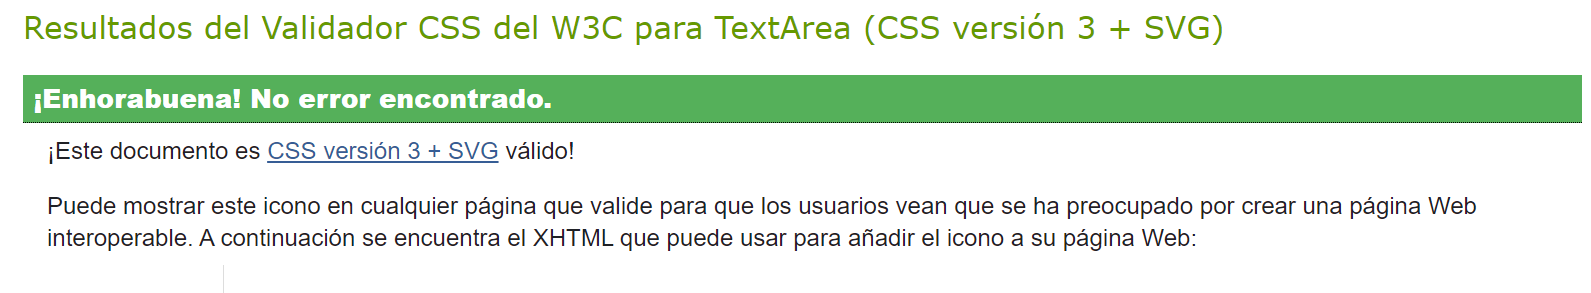 Resultados del Validador CSS del W3C para TextArea (CSS versión 3 + SVG)
¡Enhorabuena! No error encontrado.
¡Este documento es CSS versión 3 + SVG válido!
Puede mostrar este icono en cualquier página que valide para que los usuarios vean que se ha preocupado por crear una página Web
interoperable. A continuación se encuentra el XHTML que puede usar para añadir el icono a su página Web: